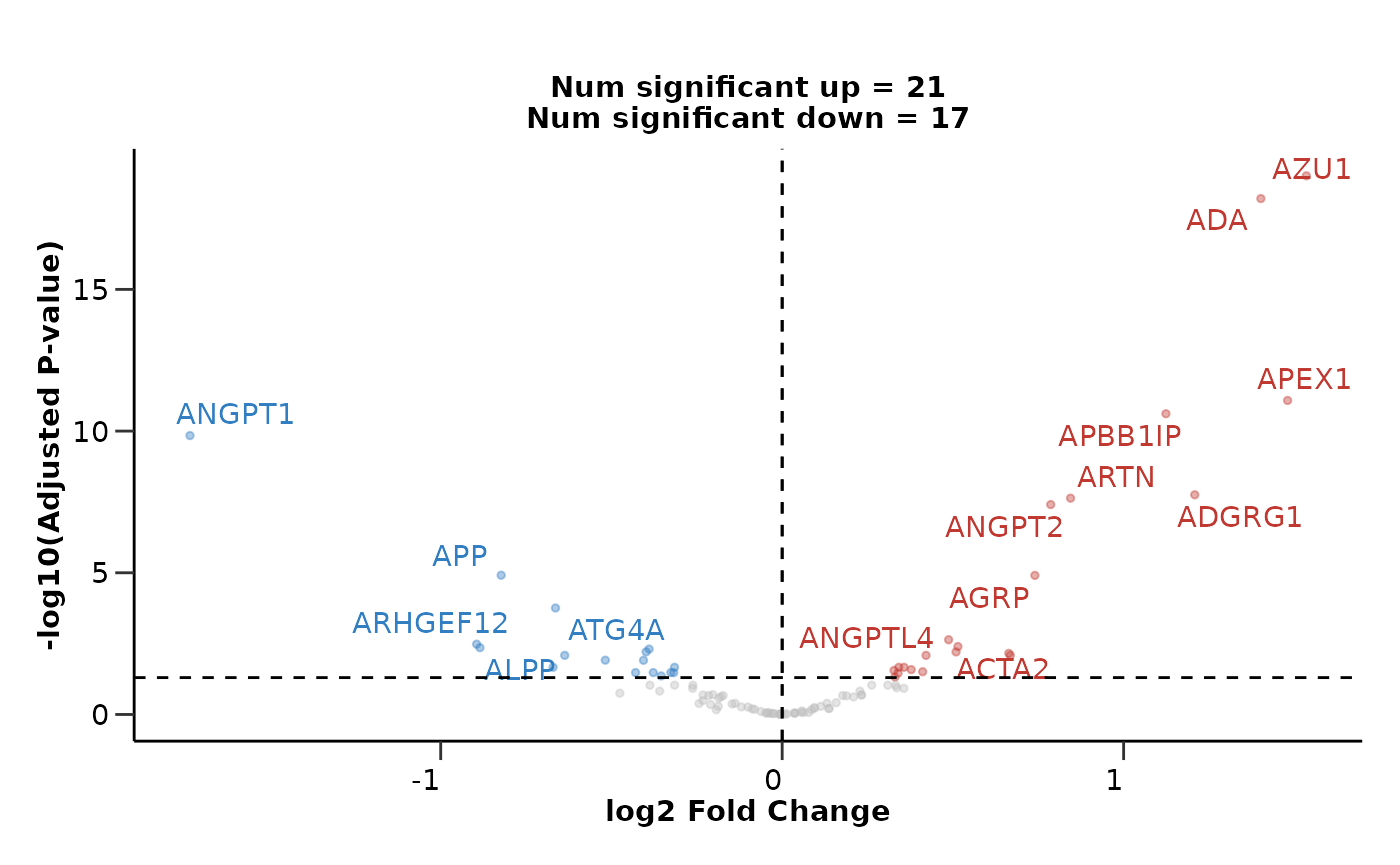 Num significant up = 21
Num significant down = 17
AZU1
ADA
15
APEX1
ANGPT1
10
APBB1IP
ARTN
ADGRG1
ANGPT2
APP
5
AGRP
ARHGEF12
ATG4A
ANGPTL4
ALPP
ACTA2
0
-1
0
1
log2 Fold Change
-log10(Adjusted P-value)